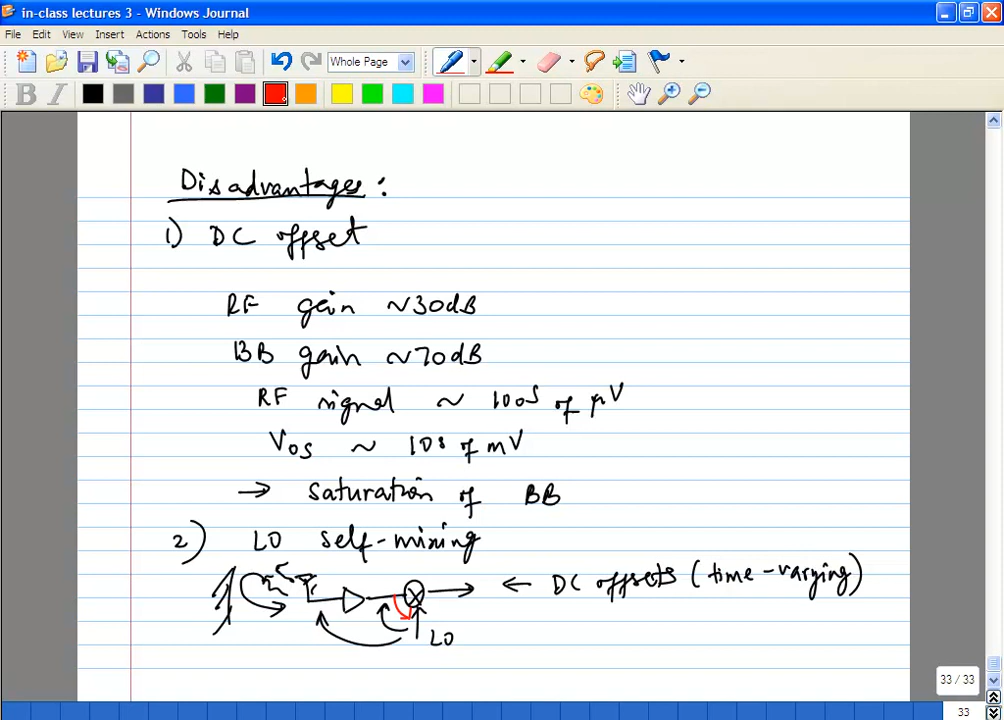 in-class lectures 3 - Windows Journal
File Edit View Insert Actions Tools Help
Whole Page
B I
Disadvantages:
1) DC offset
RF gain ~30dB
BB gain ~70dB
RF signal ~ 100s of μV
VOS ~ 10s of mV
→ saturation of BB
2) LO self-mixing
← DC offsets (time-varying)
LO
33 / 33
33